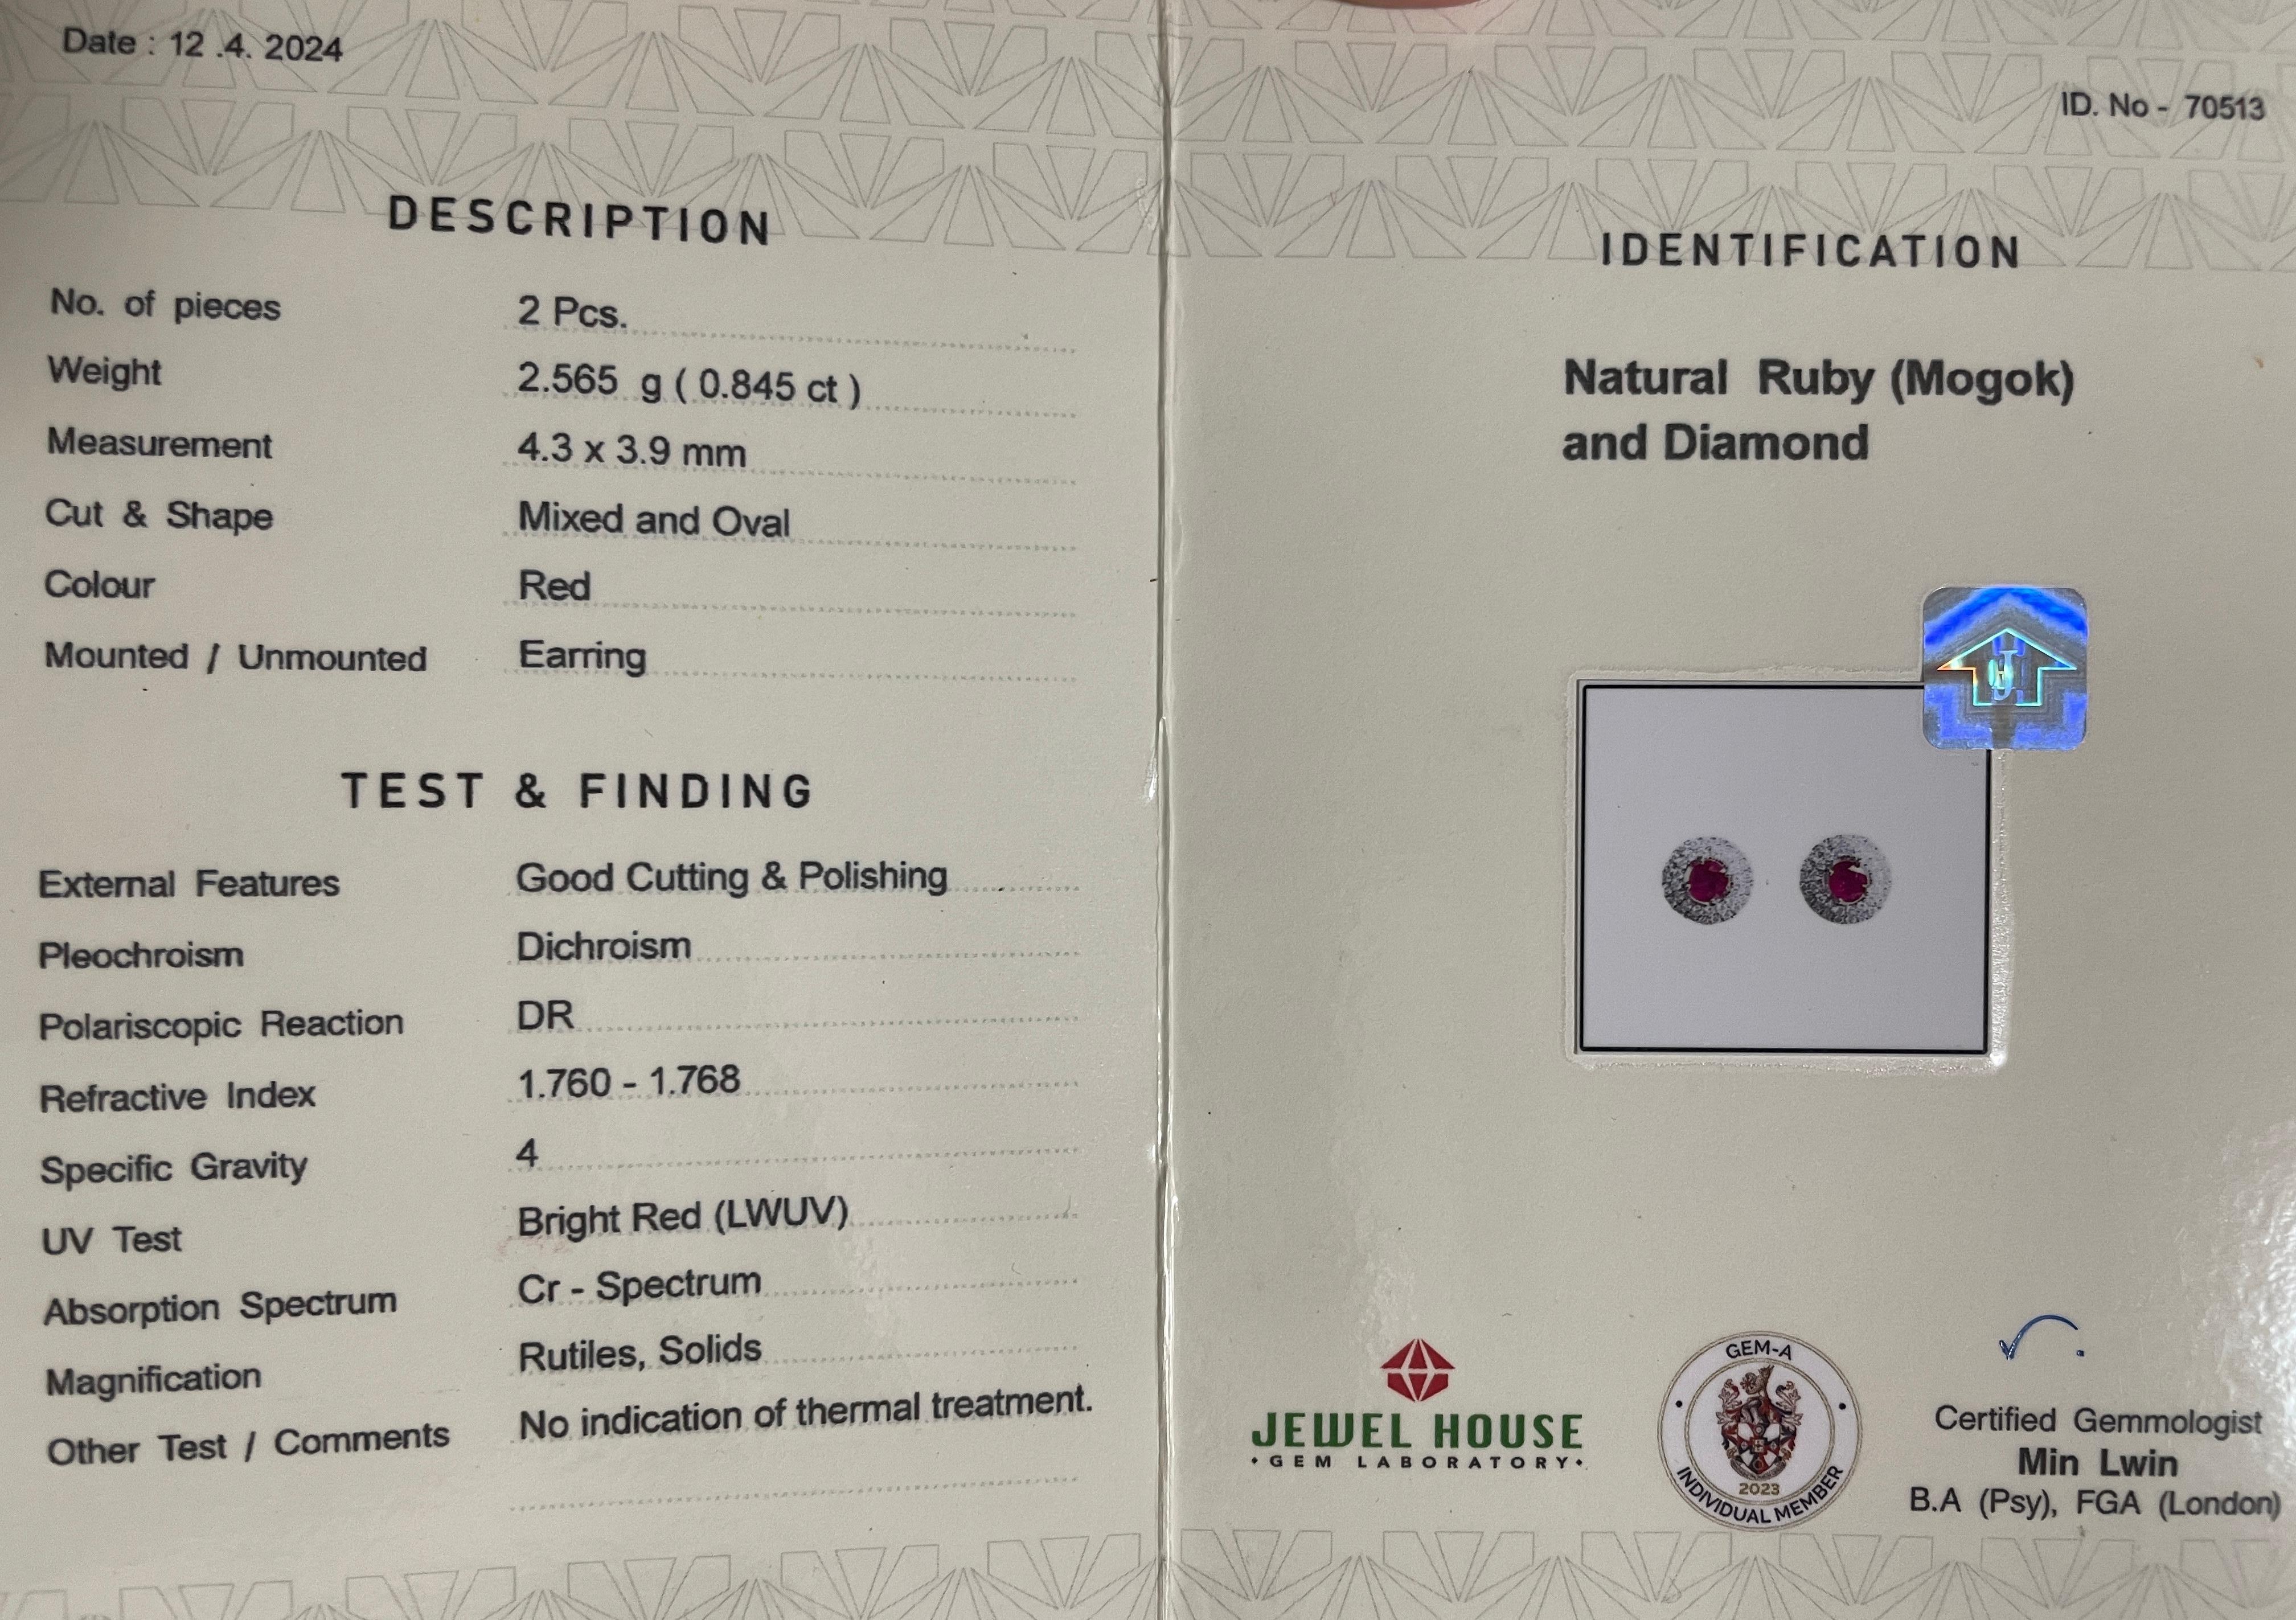 Date : 12 .4. 2024
DESCRIPTION
No. of pieces 2 Pcs.
Weight 2.565 g ( 0.845 ct )
Measurement 4.3 x 3.9 mm
Cut & Shape Mixed and Oval
Colour Red
Mounted / Unmounted Earring
TEST & FINDING
External Features Good Cutting & Polishing
Pleochroism Dichroism
Polariscopic Reaction DR
Refractive Index 1.760 - 1.768
Specific Gravity 4
UV Test Bright Red (LWUV)
Absorption Spectrum Cr - Spectrum
Magnification Rutiles, Solids
Other Test / Comments No indication of thermal treatment.
ID. No - 70513
IDENTIFICATION
Natural Ruby (Mogok)
and Diamond
JEWEL HOUSE
•GEM LABORATORY•
GEM-A
2023
INDIVIDUAL MEMBER
Certified Gemmologist
Min Lwin
B.A (Psy), FGA (London)